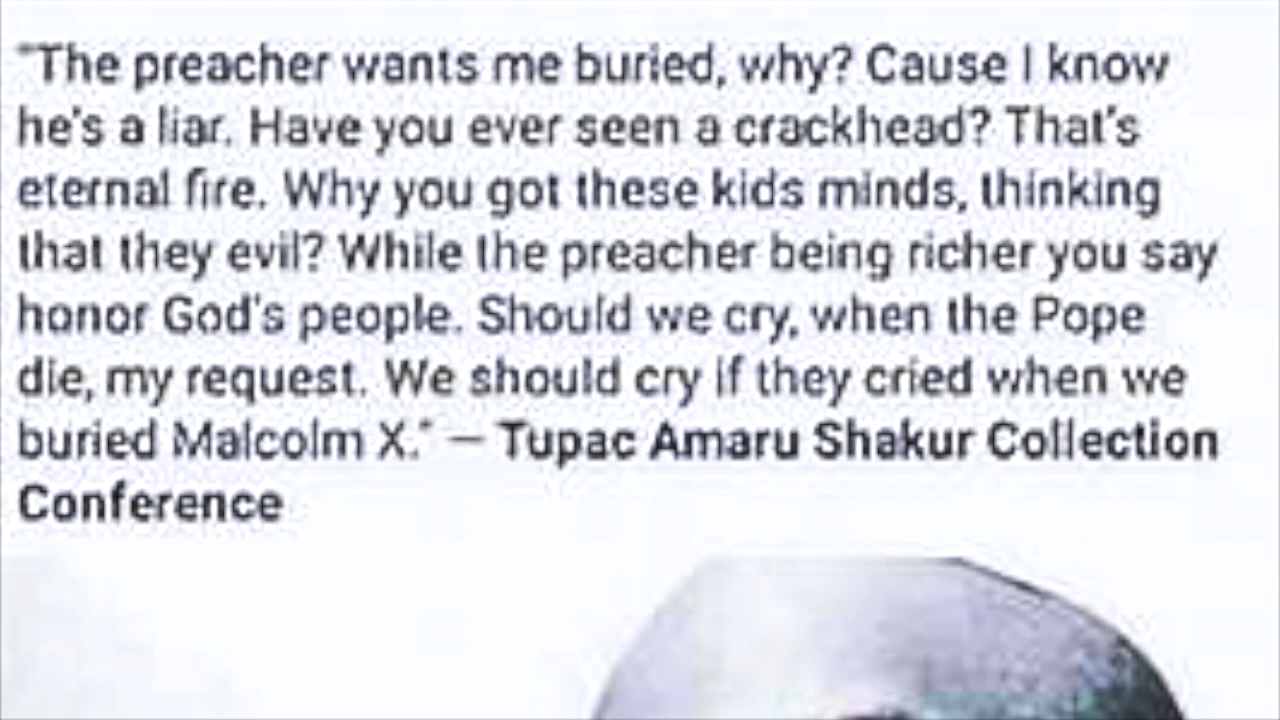 "The preacher wants me buried, why? Cause I know
he's a liar. Have you ever seen a crackhead? That's
eternal fire. Why you got these kids minds, thinking
that they evil? While the preacher being richer you say
honor God's people. Should we cry, when the Pope
die, my request. We should cry if they cried when we
buried Malcolm X." — Tupac Amaru Shakur Collection
Conference